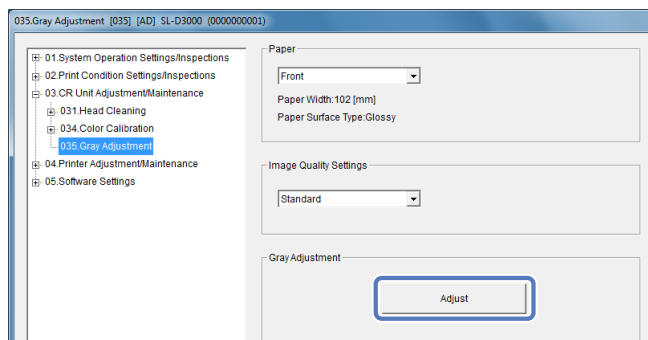 035.Gray Adjustment [035] [AD] SL-D3000 (0000000001)
01.System Operation Settings/Inspections
02.Print Condition Settings/Inspections
03.CR Unit Adjustment/Maintenance
031.Head Cleaning
034.Color Calibration
035.Gray Adjustment
04.Printer Adjustment/Maintenance
05.Software Settings
Paper
Front
Paper Width:102 [mm]
Paper Surface Type:Glossy
Image Quality Settings
Standard
Gray Adjustment
Adjust